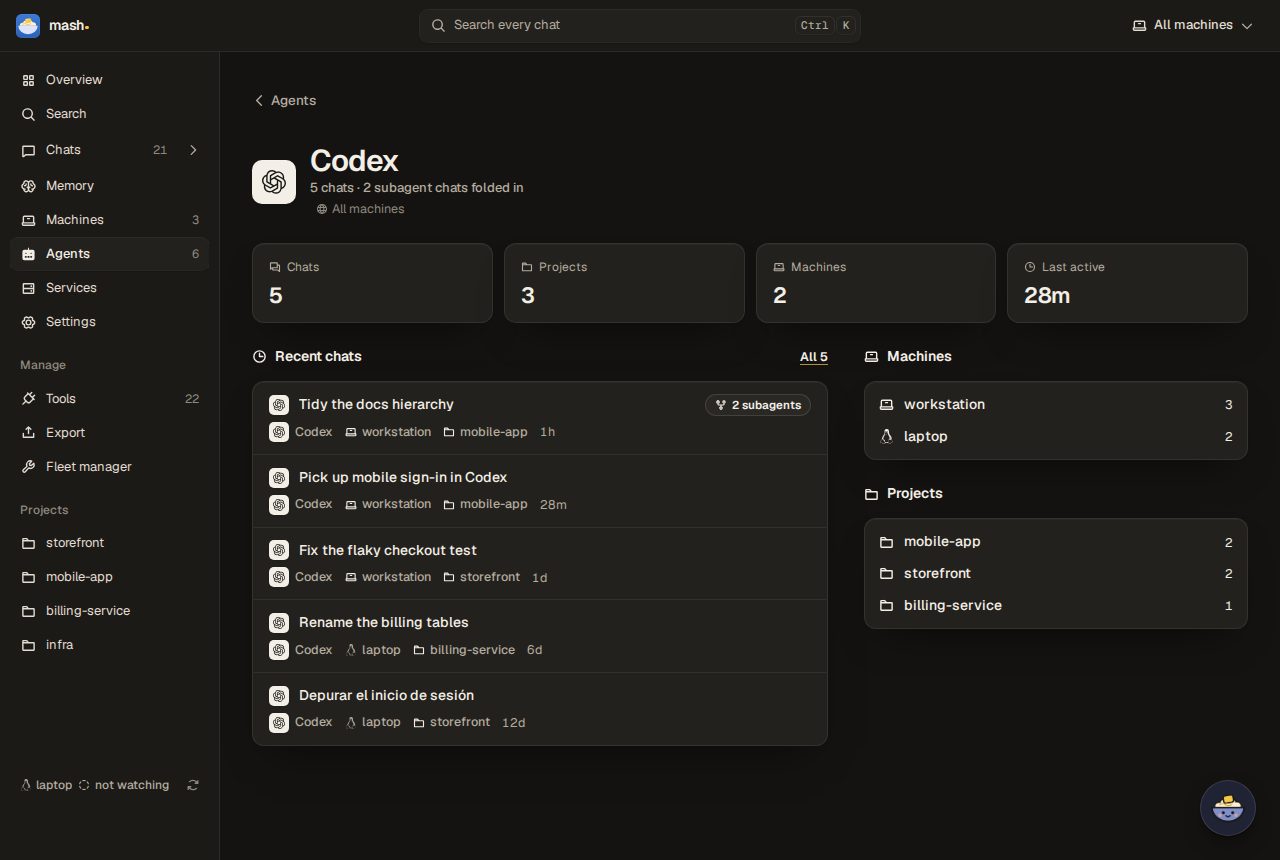 mash.
Search every chat
Ctrl K
All machines
Overview
Search
Chats 21
Memory
Machines 3
Agents 6
Services
Settings
Manage
Tools 22
Export
Fleet manager
Projects
storefront
mobile-app
billing-service
infra
laptop not watching
Agents
Codex
5 chats · 2 subagent chats folded in
All machines
Chats
5
Projects
3
Machines
2
Last active
28m
Recent chats All 5
Tidy the docs hierarchy 2 subagents
Codex workstation mobile-app 1h
Pick up mobile sign-in in Codex
Codex workstation mobile-app 28m
Fix the flaky checkout test
Codex workstation storefront 1d
Rename the billing tables
Codex laptop billing-service 6d
Depurar el inicio de sesión
Codex laptop storefront 12d
Machines
workstation 3
laptop 2
Projects
mobile-app 2
storefront 2
billing-service 1